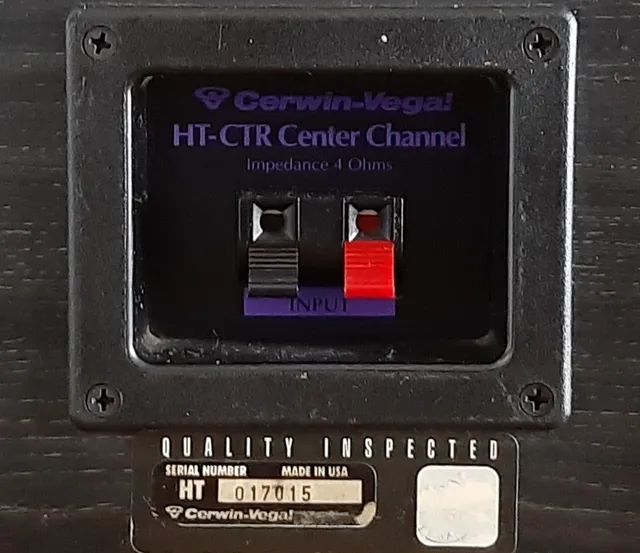 Cerwin-Vega!
HT-CTR Center Channel
Impedance 4 Ohms
INPUT
QUALITY INSPECTED
SERIAL NUMBER MADE IN USA
HT 017015
Cerwin-Vega!